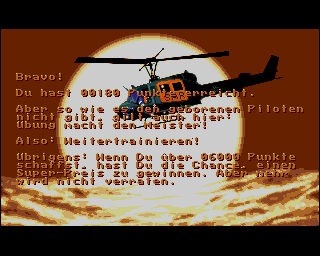 Bravo!
Du hast 00180 Punkte erreicht.
Aber so wie es den geborenen Piloten
nicht gibt, gilt auch hier:
Übung macht den Meister!
Also: Weitertrainieren!
Übrigens: Wenn Du über 06000 Punkte
schaffst, hast Du die Chance, einen
Super-Preis zu gewinnen. Aber mehr
wird nicht verraten.